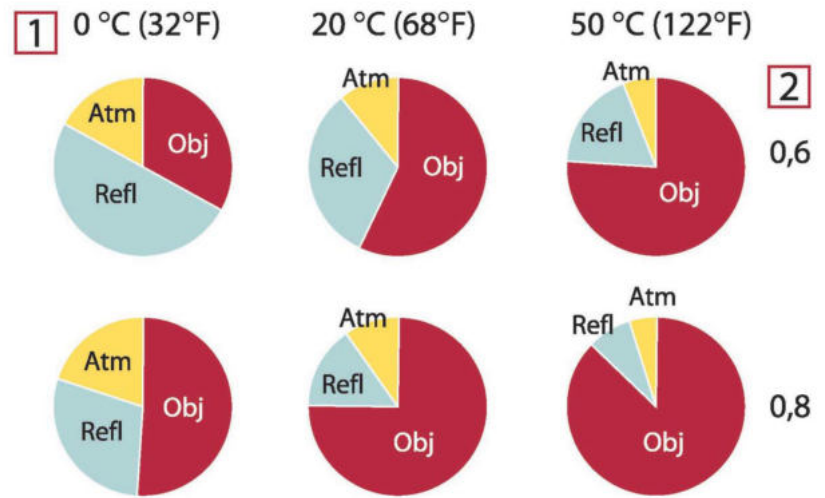 1 0 °C (32°F) 20 °C (68°F) 50 °C (122°F)
2
Atm Obj Refl
Atm Refl Obj
Atm Refl Obj
0,6
Atm Obj Refl
Atm Refl Obj
Atm Refl Obj
0,8